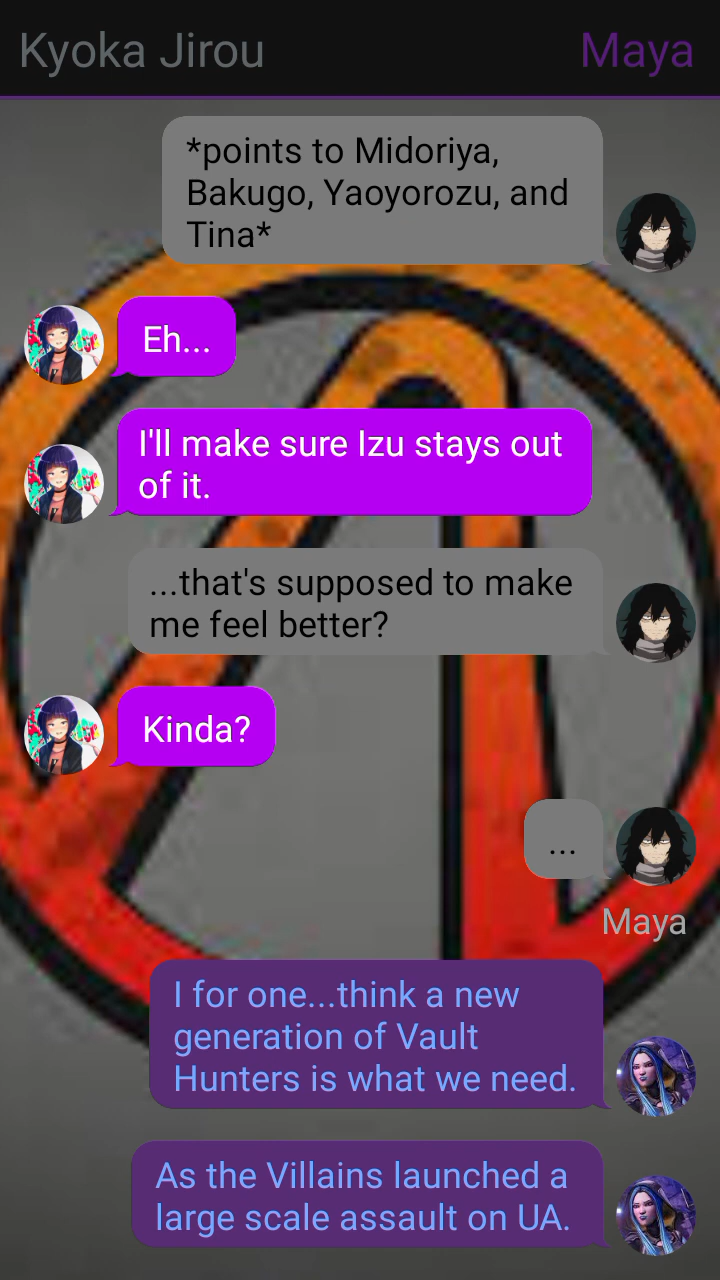 Kyoka Jirou
Maya
*points to Midoriya,
Bakugo, Yaoyorozu, and
Tina*
Eh...
I'll make sure Izu stays out
of it.
...that's supposed to make
me feel better?
Kinda?
...
Maya
I for one...think a new
generation of Vault
Hunters is what we need.
As the Villains launched a
large scale assault on UA.